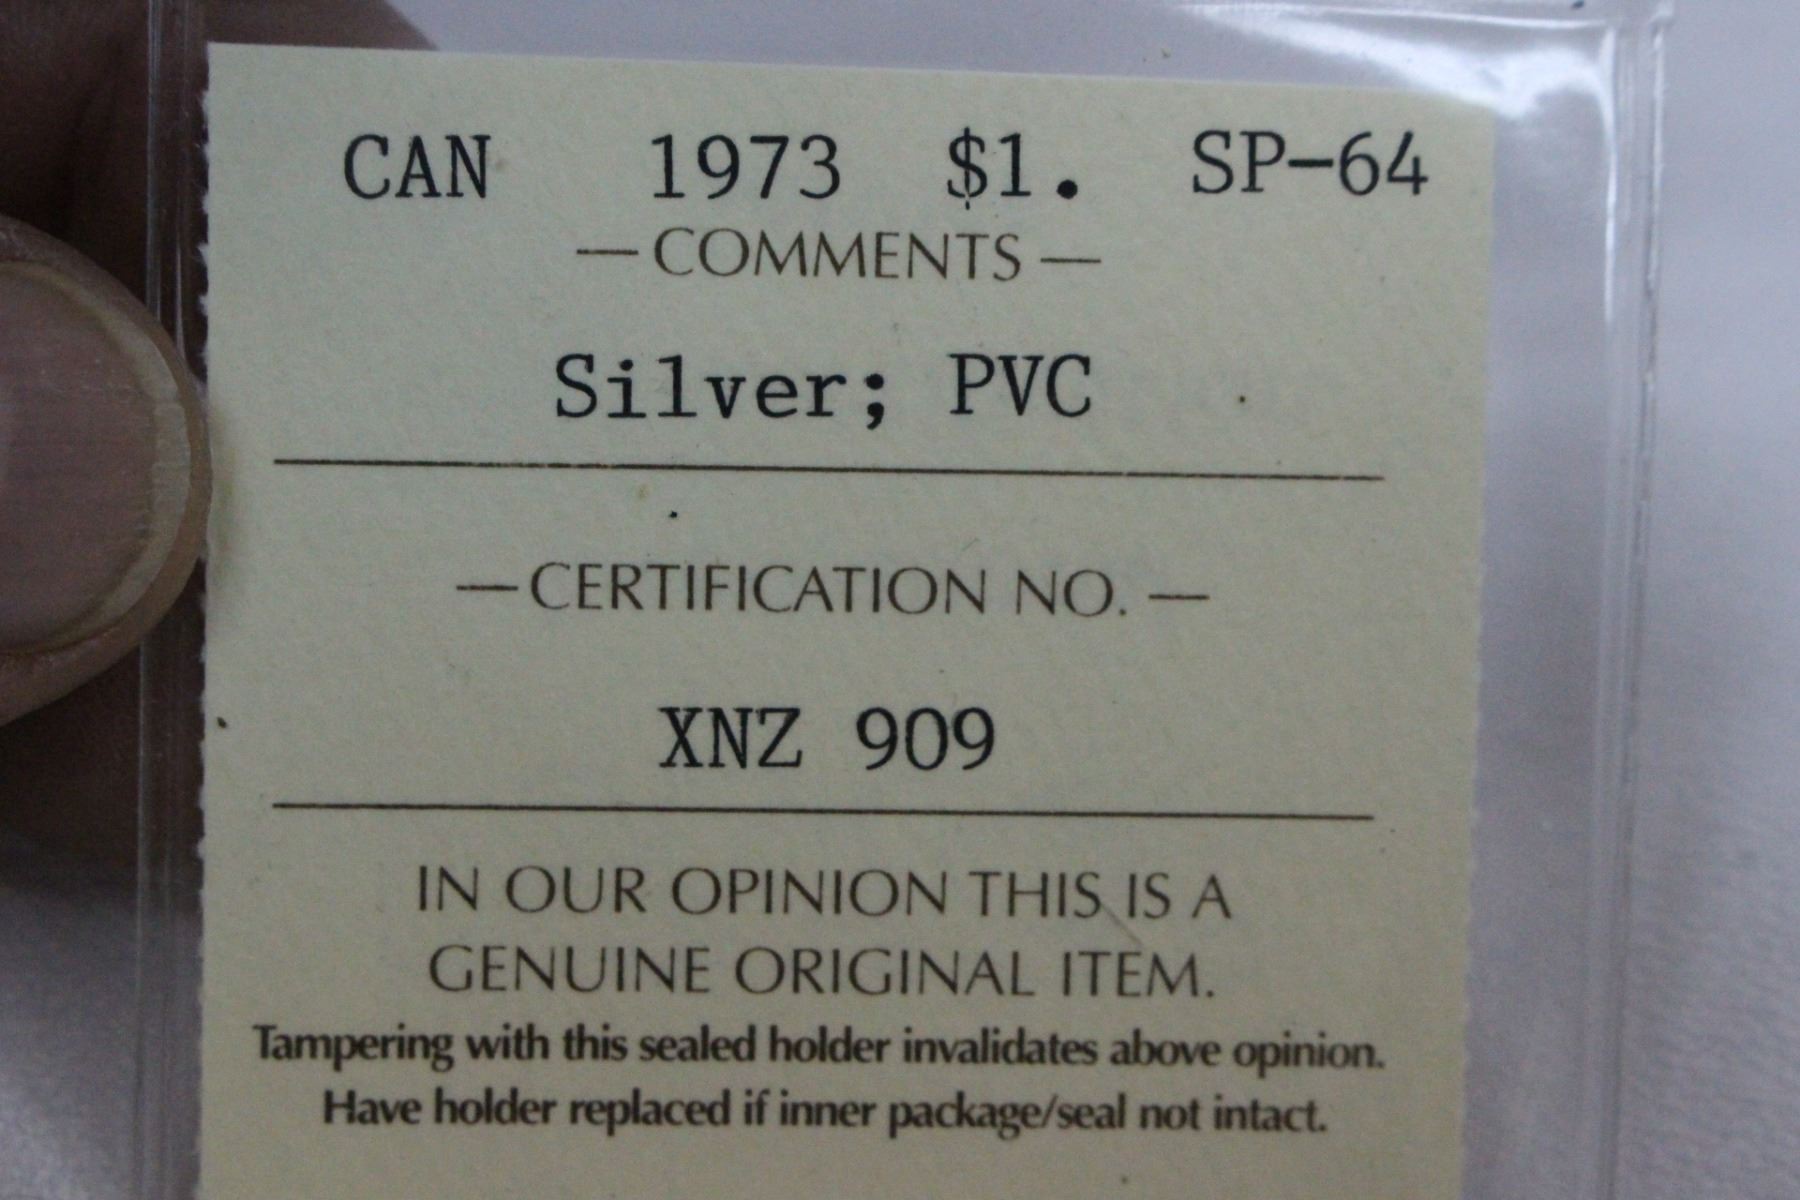 CAN 1973 $1. SP-64
— COMMENTS —
Silver; PVC
— CERTIFICATION NO. —
XNZ 909
IN OUR OPINION THIS IS A
GENUINE ORIGINAL ITEM.
Tampering with this sealed holder invalidates above opinion.
Have holder replaced if inner package/seal not intact.